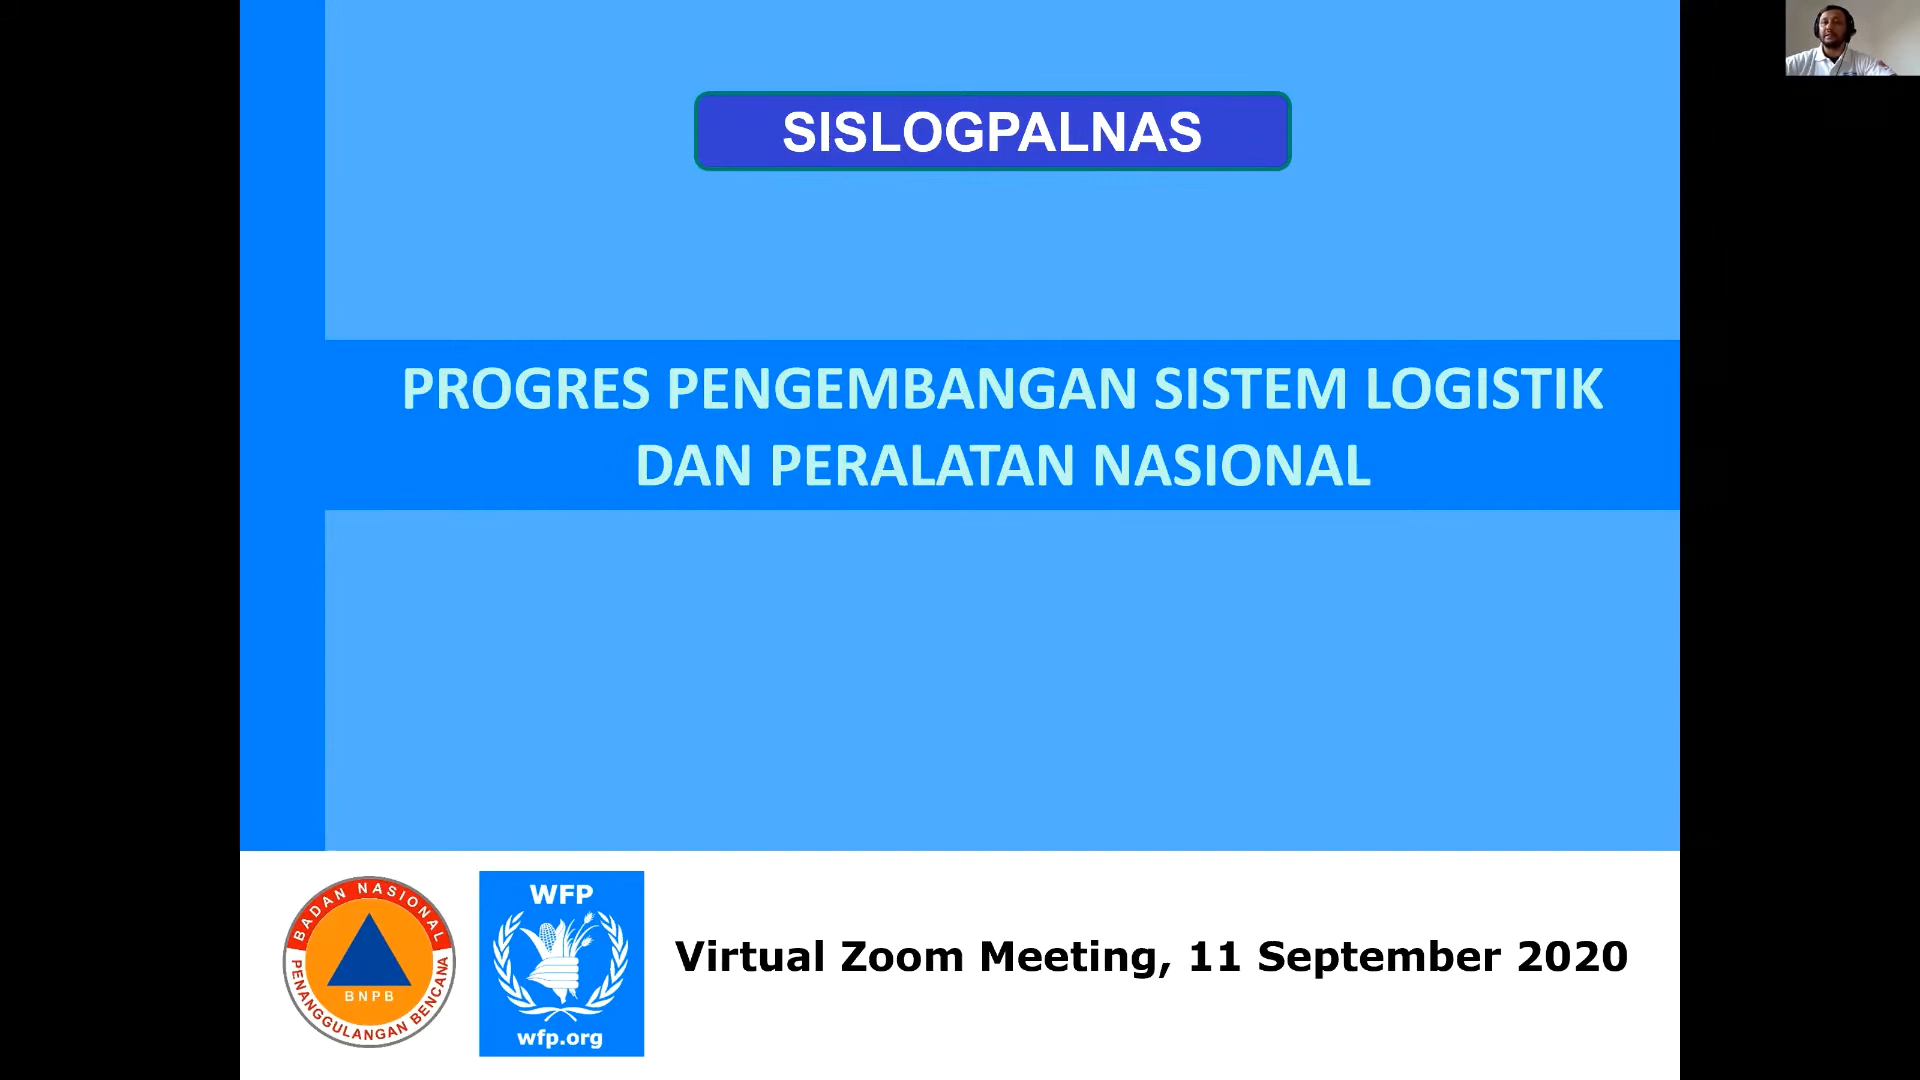 SISLOGPALNAS
PROGRES PENGEMBANGAN SISTEM LOGISTIK
DAN PERALATAN NASIONAL
BADAN NASIONAL
PENANGGULANGAN BENCANA
BNPB
WFP
wfp.org
Virtual Zoom Meeting, 11 September 2020